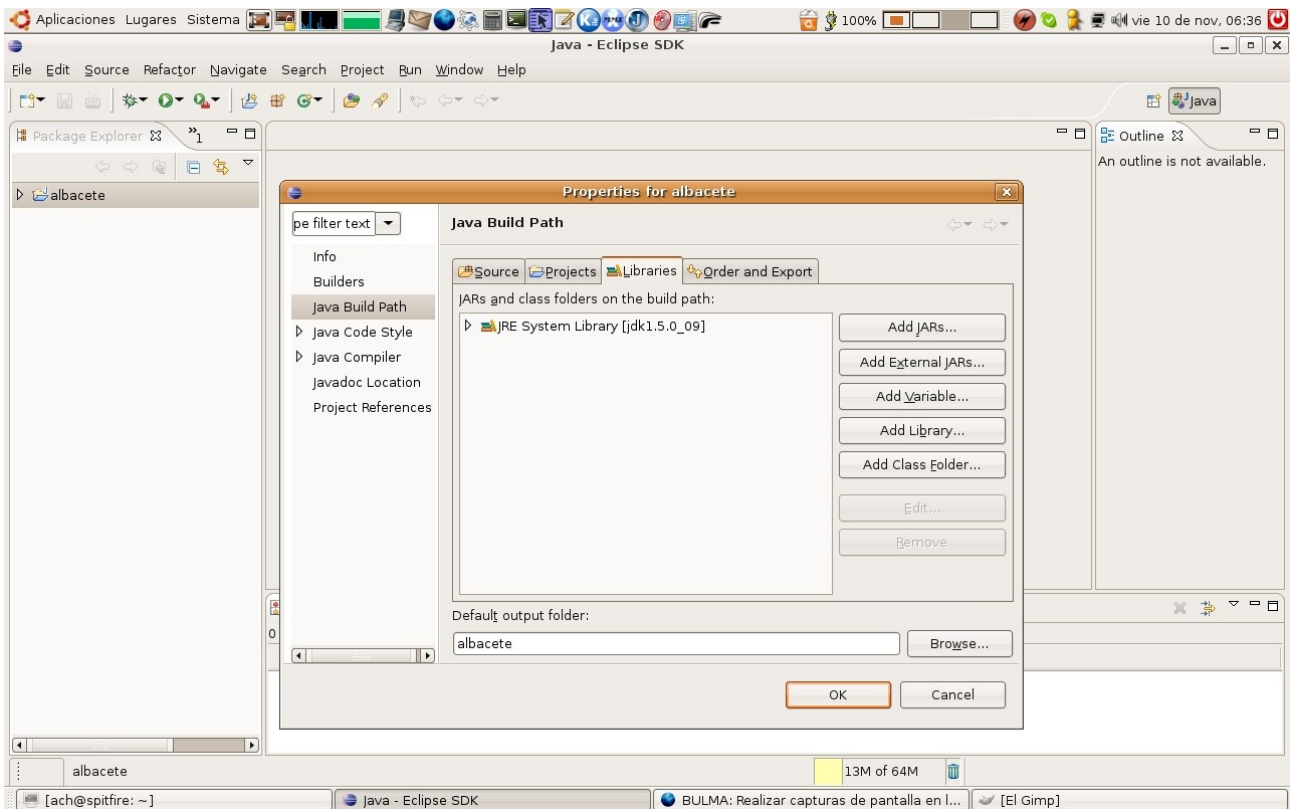 Aplicaciones Lugares Sistema 100% vie 10 de nov, 06:36
Java - Eclipse SDK
File Edit Source Refactor Navigate Search Project Run Window Help
Java
Package Explorer
»1
Outline
An outline is not available.
albacete
Properties for albacete
pe filter text
Java Build Path
Info
Builders
Java Build Path
Java Code Style
Java Compiler
Javadoc Location
Project References
Source Projects Libraries Order and Export
JARs and class folders on the build path:
JRE System Library [jdk1.5.0_09]
Add JARs...
Add External JARs...
Add Variable...
Add Library...
Add Class Folder...
Edit...
Remove
Default output folder:
albacete
Browse...
0
OK Cancel
albacete
13M of 64M
[ach@spitfire: ~] Java - Eclipse SDK BULMA: Realizar capturas de pantalla en l... [El Gimp]